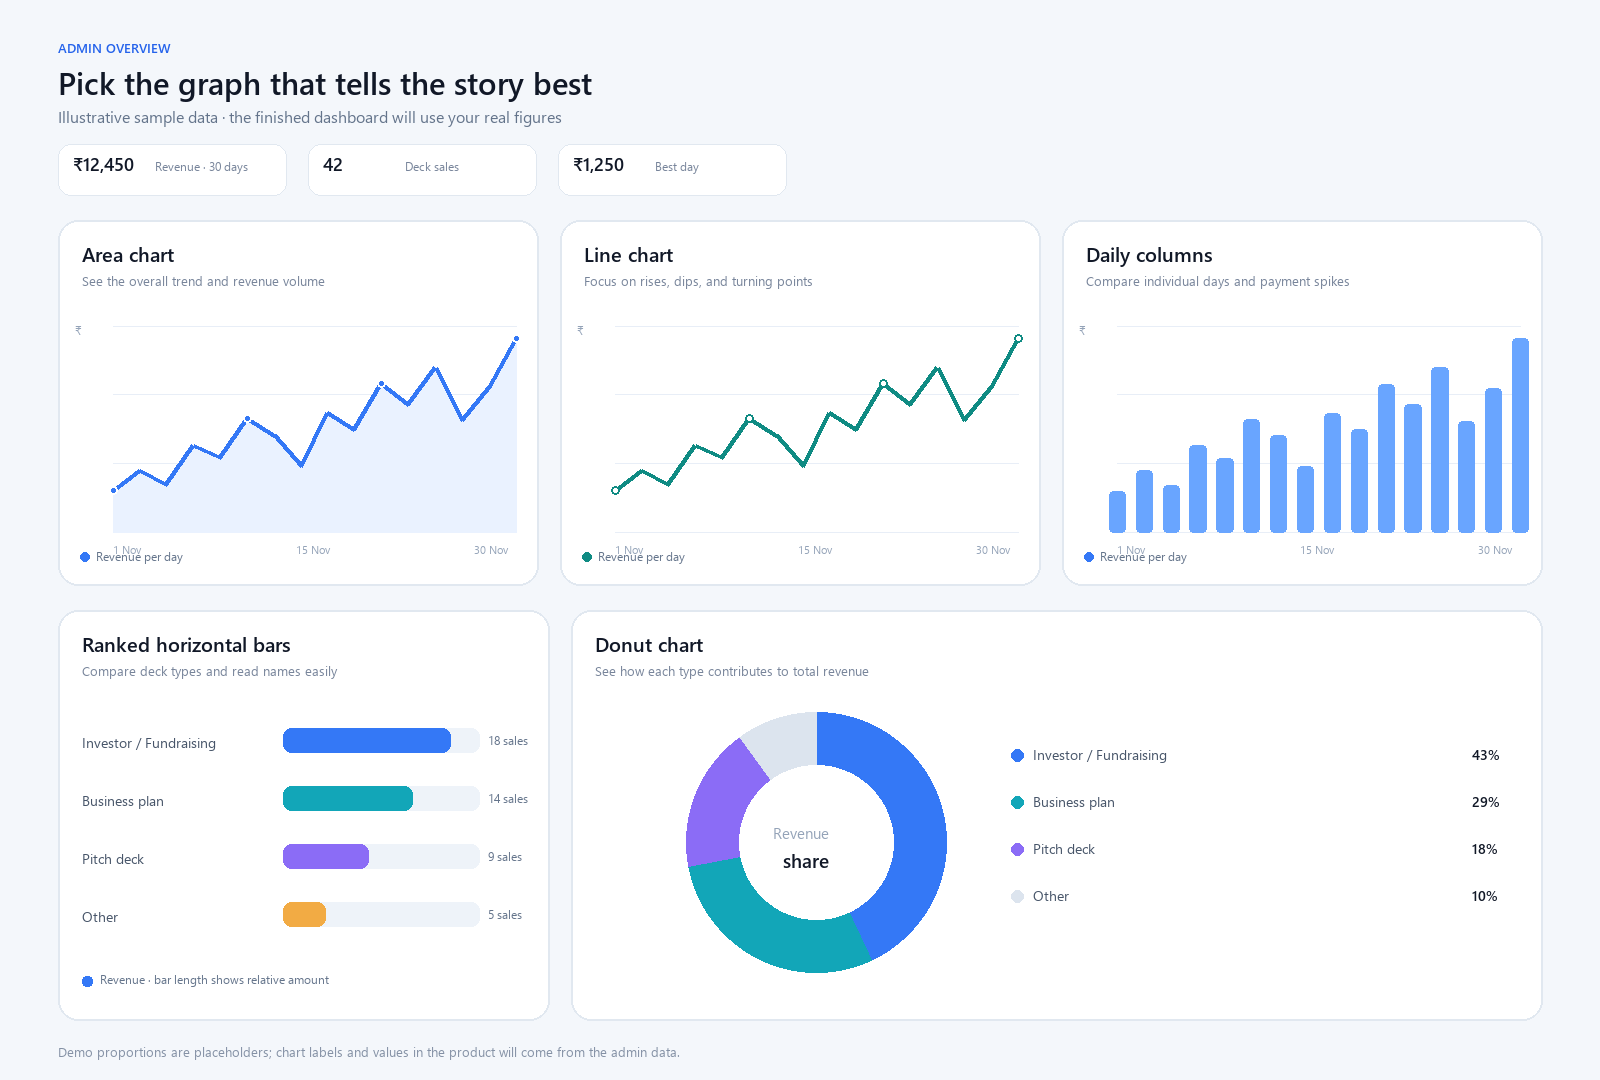 ADMIN OVERVIEW
Pick the graph that tells the story best
Illustrative sample data · the finished dashboard will use your real figures
₹12,450 Revenue · 30 days
42 Deck sales
₹1,250 Best day
Area chart
See the overall trend and revenue volume
₹
1 Nov 15 Nov 30 Nov
Revenue per day
Line chart
Focus on rises, dips, and turning points
₹
1 Nov 15 Nov 30 Nov
Revenue per day
Daily columns
Compare individual days and payment spikes
₹
1 Nov 15 Nov 30 Nov
Revenue per day
Ranked horizontal bars
Compare deck types and read names easily
Investor / Fundraising 18 sales
Business plan 14 sales
Pitch deck 9 sales
Other 5 sales
Revenue · bar length shows relative amount
Donut chart
See how each type contributes to total revenue
Revenue
share
Investor / Fundraising 43%
Business plan 29%
Pitch deck 18%
Other 10%
Demo proportions are placeholders; chart labels and values in the product will come from the admin data.